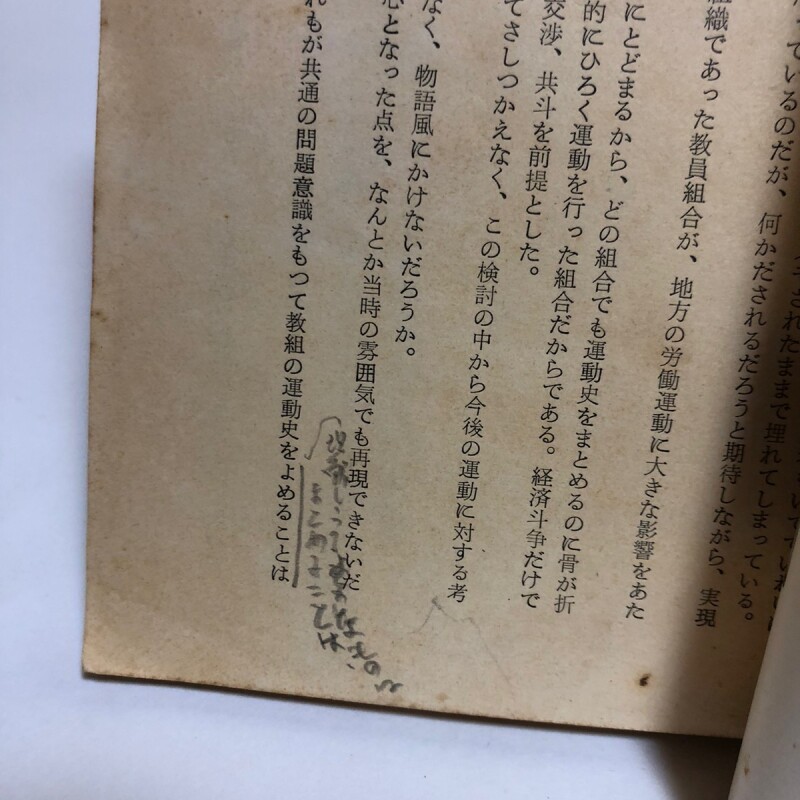 されたままで埋れてしまっている。
っているのだが、何かだされるだろうと期待しながら、実現
組織であった教員組合が、地方の労働運動に大きな影響をあた
にとどまるから、どの組合でも運動史をまとめるのに骨が折
的にひろく運動を行った組合だからである。経済斗争だけで
交渉、共斗を前提とした。
てさしつかえなく、この検討の中から今後の運動に対する考
なく、物語風にかけないだろうか。
心となった点を、なんとか当時の雰囲気でも再現できないだ
れもが共通の問題意識をもつて教組の運動史をよめることは